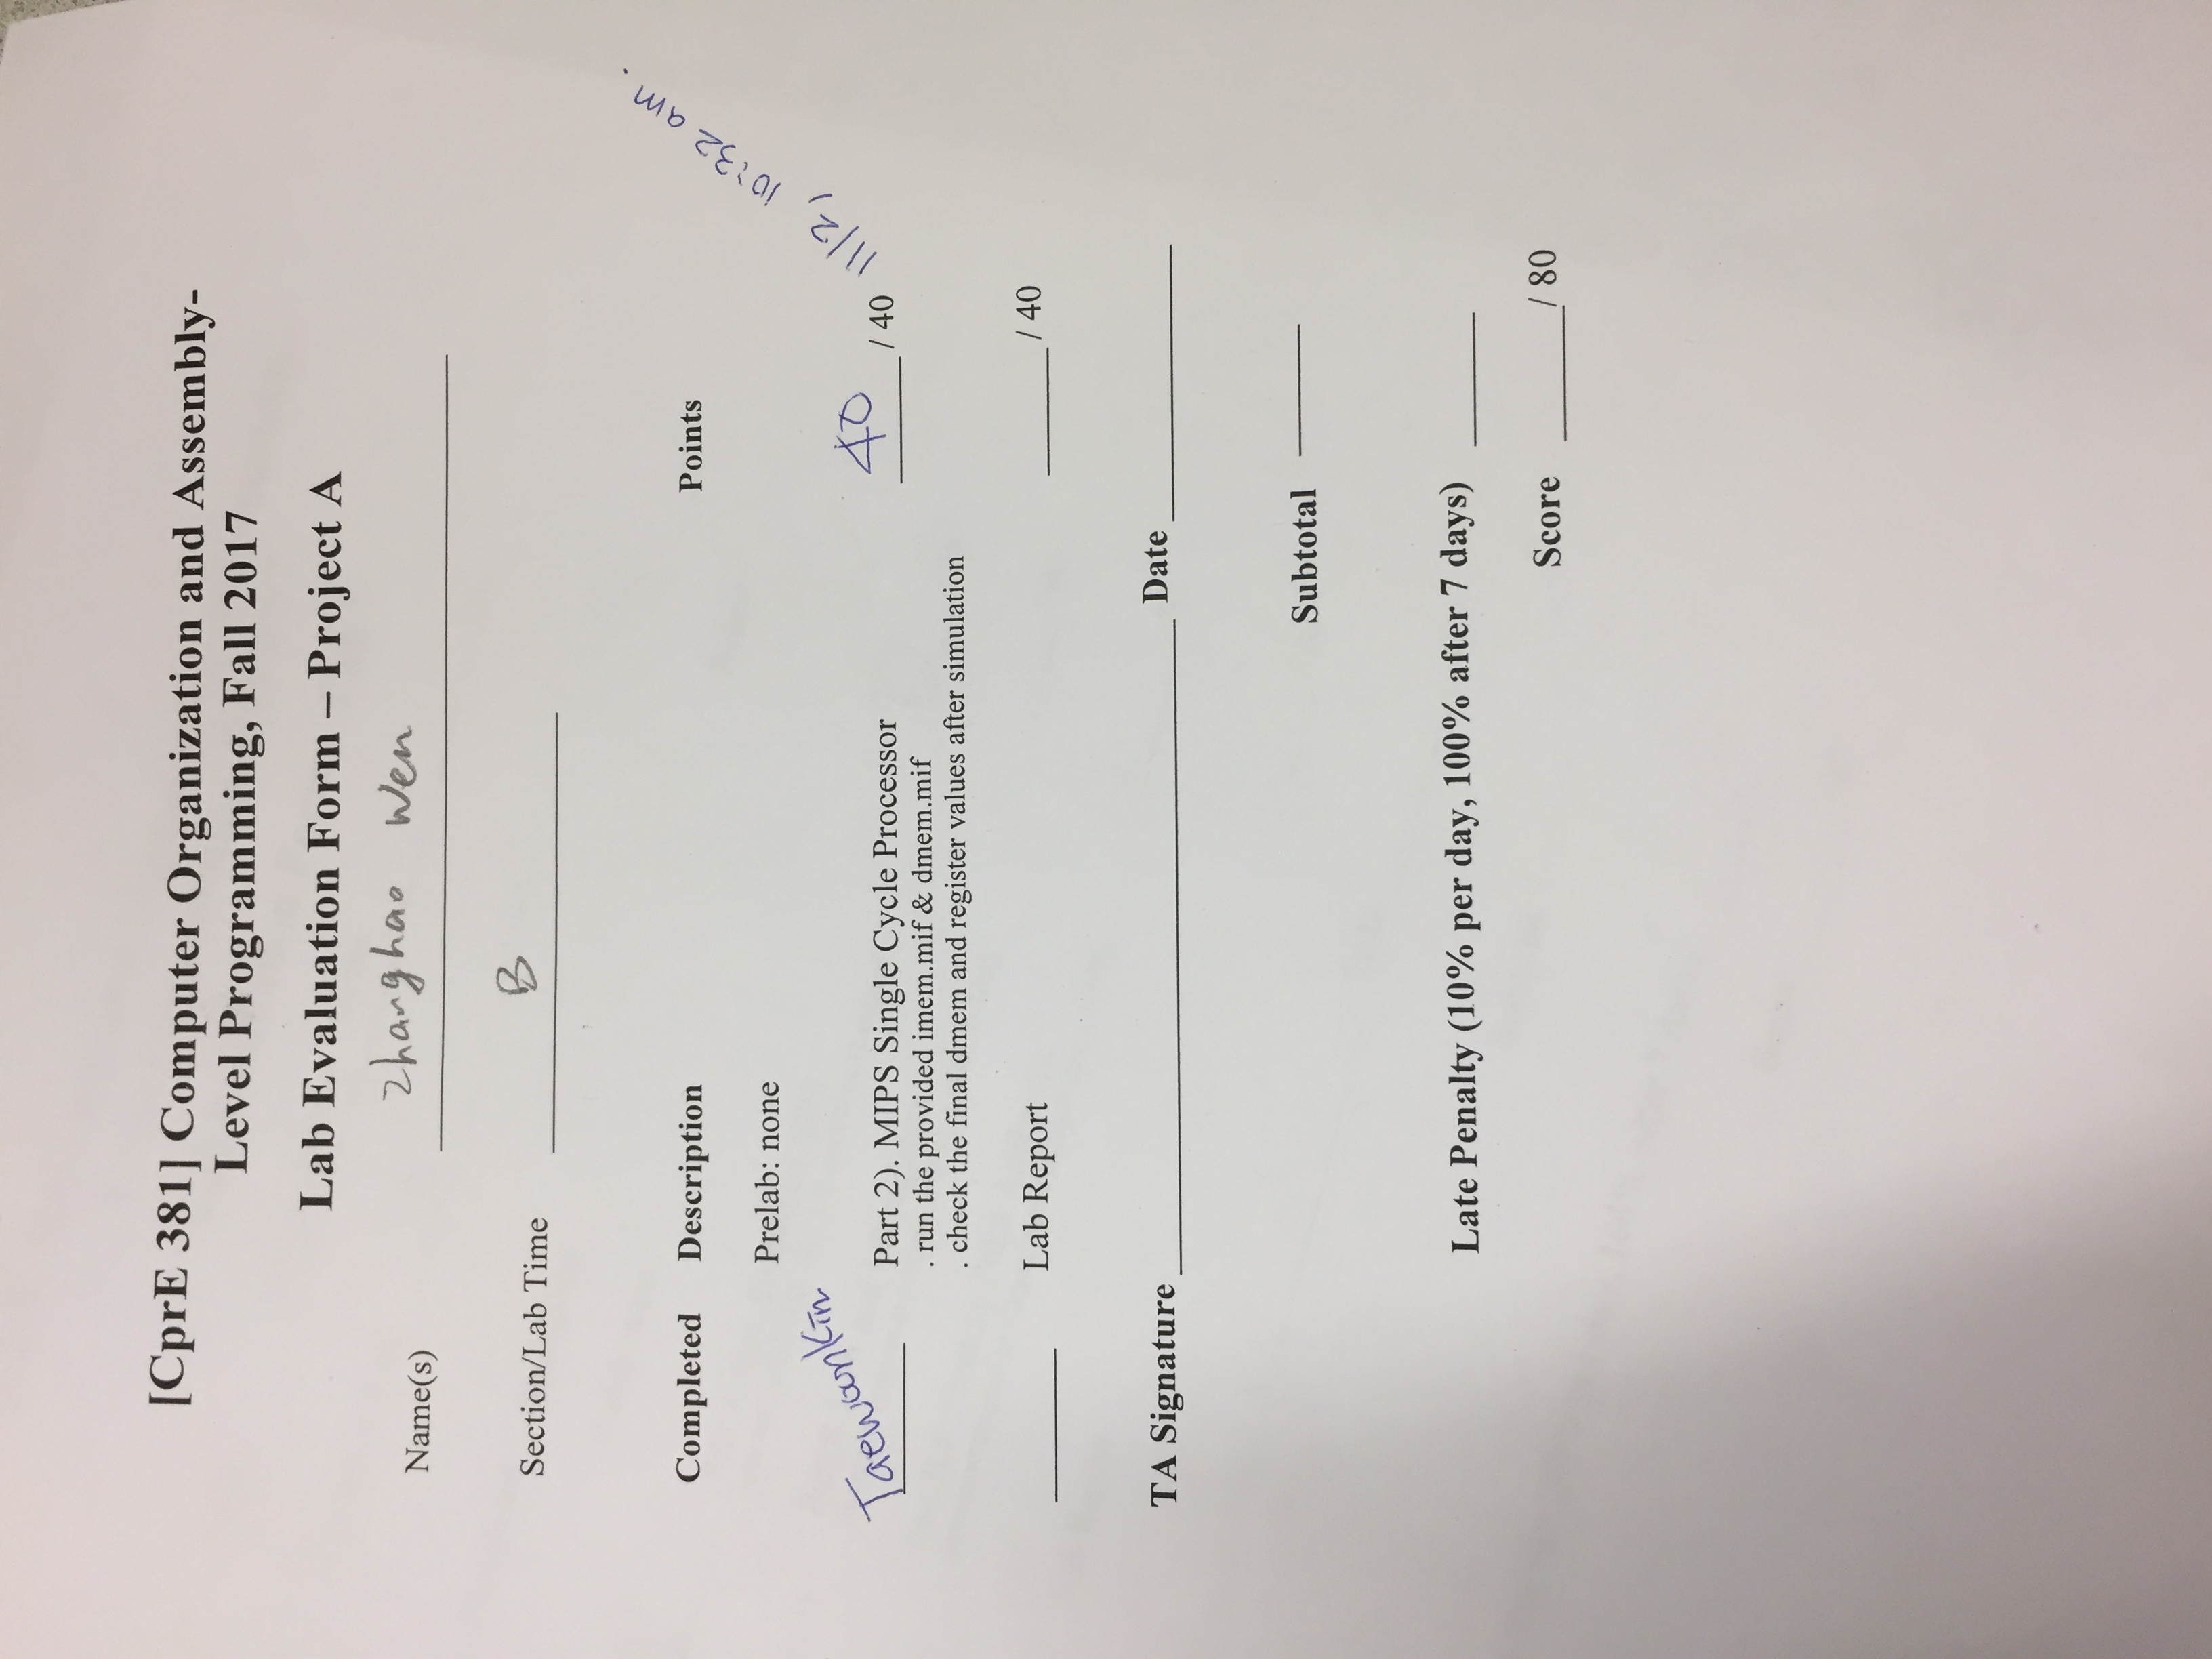 [CprE 381] Computer Organization and Assembly-
Level Programming, Fall 2017
Lab Evaluation Form – Project A
Name(s) Zhanghao Wen
Section/Lab Time B
Completed Description Points
Prelab: none
Taewoonkim Part 2). MIPS Single Cycle Processor 40 / 40 11/2, 10:32 am.
. run the provided imem.mif & dmem.mif
. check the final dmem and register values after simulation
Lab Report / 40
TA Signature Date
Subtotal
Late Penalty (10% per day, 100% after 7 days)
Score / 80